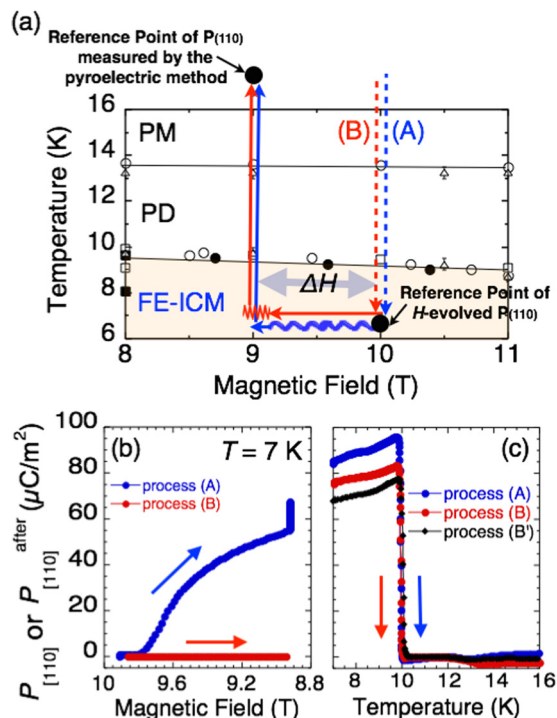 (a)
Reference Point of P(110)
measured by the
pyroelectric method
16
14
12
10
8
6
Temperature (K)
PM
PD
FE-ICM
(B) (A)
ΔH
Reference Point of
H-evolved P(110)
8 9 10 11
Magnetic Field (T)
P[110] or P[110]after (μC/m2)
100
80
60
40
20
0
(b) T = 7 K
process (A)
process (B)
10 9.6 9.2 8.8
Magnetic Field (T)
(c)
process (A)
process (B)
process (B')
8 10 12 14 16
Temperature (K)